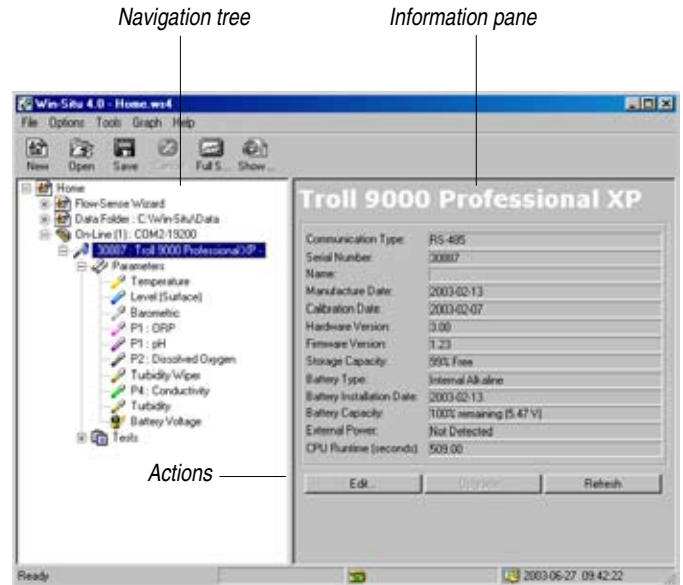 Navigation tree
Information pane
Win-Situ 4.0 - Home.ws4
File Options Tools Graph Help
New Open Save Cancel Full S... Show ...
Home
Flow-Sense Wizard
Data Folder : C:\Win-Situ\Data
On-Line (1) : COM2-19200
30887 : Troll 9000 Professional XP -
Parameters
Temperature
Level (Surface)
Barometric
P1 : ORP
P1 : pH
P2 : Dissolved Oxygen
Turbidity Wiper
P4 : Conductivity
Turbidity
Battery Voltage
Tests
Troll 9000 Professional XP
Communication Type: RS-485
Serial Number: 30887
Name:
Manufacture Date: 2003-02-13
Calibration Date: 2003-02-07
Hardware Version: 3.00
Firmware Version: 1.23
Storage Capacity: 99% Free
Battery Type: Internal Alkaline
Battery Installation Date: 2003-02-13
Battery Capacity: 100% remaining (5.47 V)
External Power: Not Detected
CPU Runtime (seconds): 509.00
Actions
Edit... Refresh
Ready
2003-06-27 09:42:22